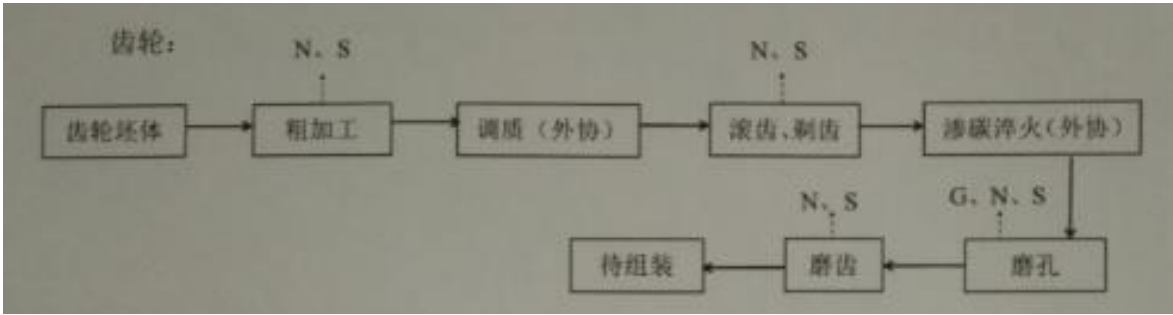 齿轮：
N、S
N、S
齿轮坯体
粗加工
调质（外协）
滚齿、剃齿
渗碳淬火（外协）
N、S
G、N、S
待组装
磨齿
磨孔